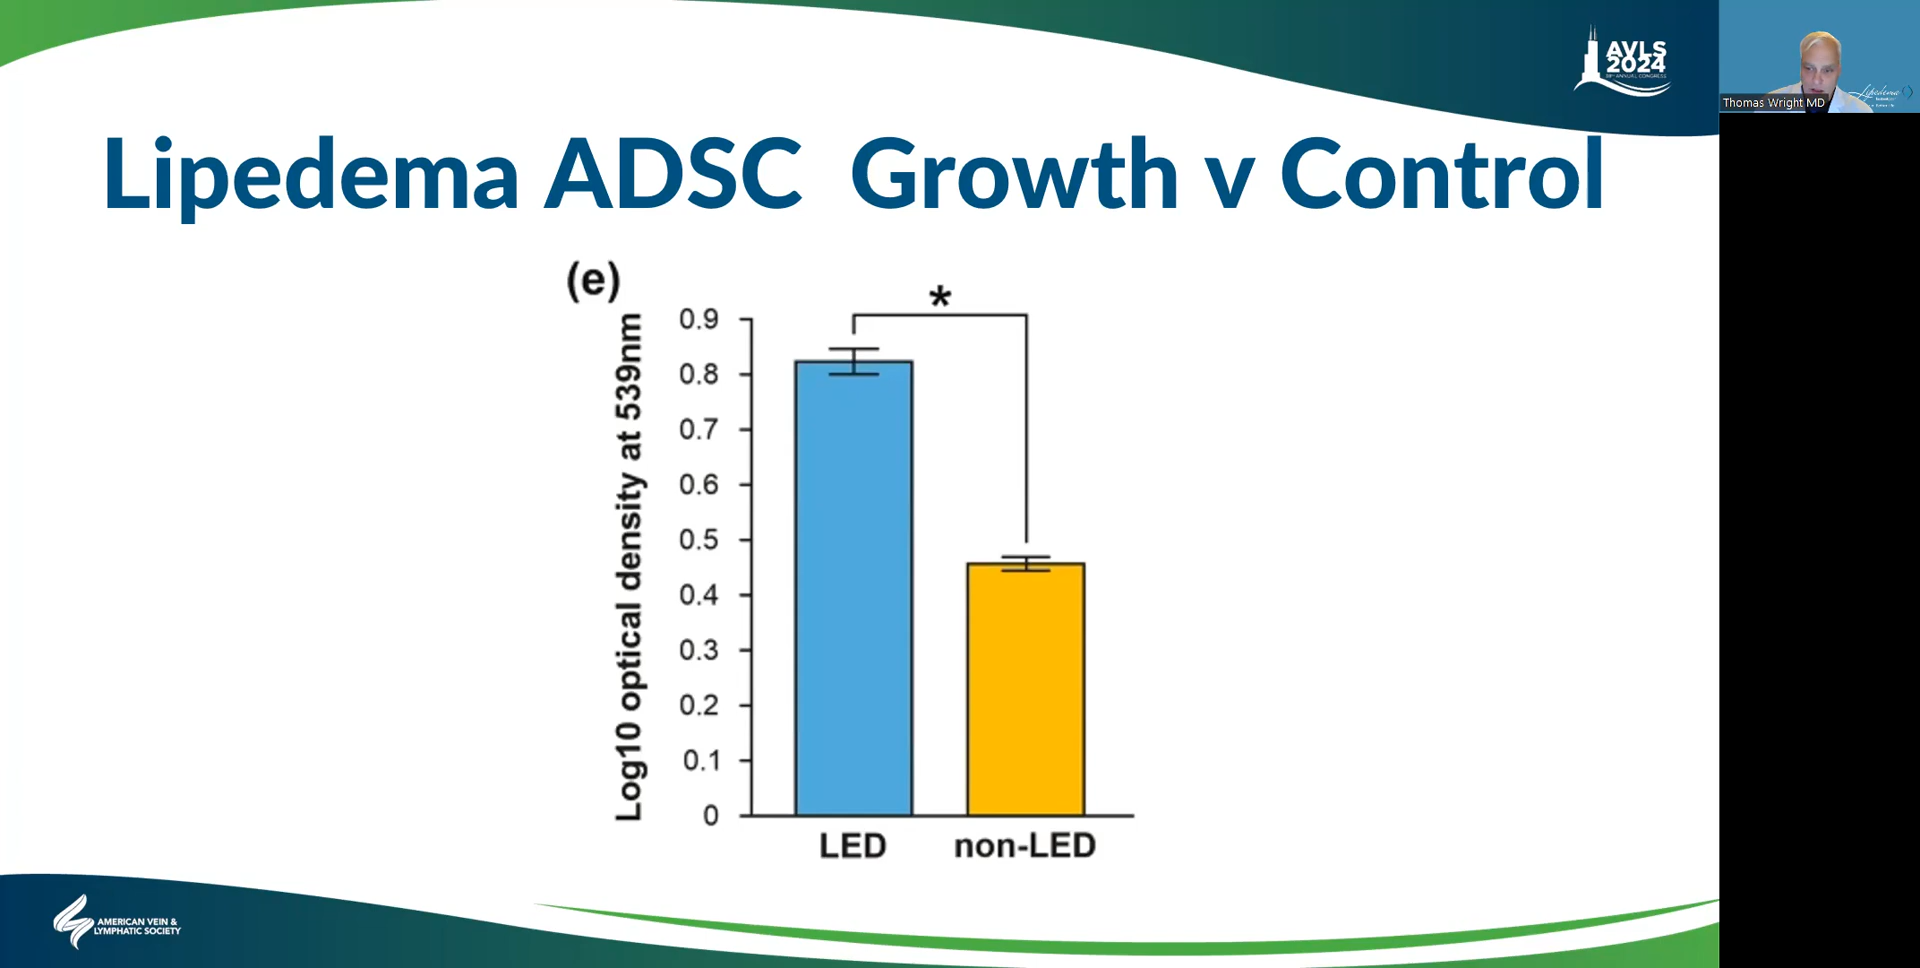 AVLS
2024
Thomas Wright MD
Lipedema
Lipedema ADSC Growth v Control
(e)
*
Log10 optical density at 539nm
0.9
0.8
0.7
0.6
0.5
0.4
0.3
0.2
0.1
0
LED non-LED
AMERICAN VEIN &
LYMPHATIC SOCIETY